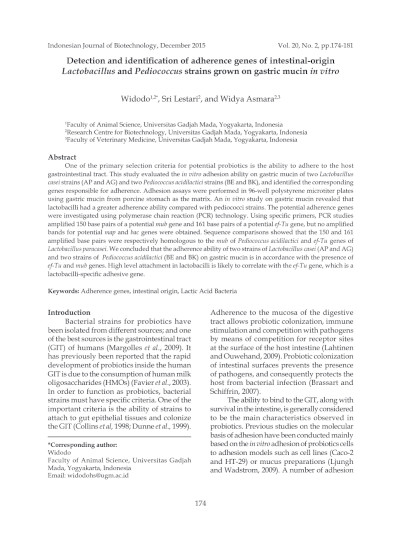 Indonesian Journal of Biotechnology, December 2015
Vol. 20, No. 2, pp.174-181
Detection and identification of adherence genes of intestinal-origin
Lactobacillus and Pediococcus strains grown on gastric mucin in vitro
Widodo1,2*, Sri Lestari2, and Widya Asmara2,3
1Faculty of Animal Science, Universitas Gadjah Mada, Yogyakarta, Indonesia
2Research Centre for Biotechnology, Universitas Gadjah Mada, Yogyakarta, Indonesia
3Faculty of Veterinary Medicine, Universitas Gadjah Mada, Yogyakarta, Indonesia
Abstract
One of the primary selection criteria for potential probiotics is the ability to adhere to the host
gastrointestinal tract. This study evaluated the in vitro adhesion ability on gastric mucin of two Lactobacillus
casei strains (AP and AG) and two Pediococcus acidilactici strains (BE and BK), and identified the corresponding
genes responsible for adherence. Adhesion assays were performed in 96-well polystyrene microtiter plates
using gastric mucin from porcine stomach as the matrix. An in vitro study on gastric mucin revealed that
lactobacilli had a greater adherence ability compared with pediococci strains. The potential adherence genes
were investigated using polymerase chain reaction (PCR) technology. Using specific primers, PCR studies
amplified 150 base pairs of a potential mub gene and 161 base pairs of a potential ef-Tu gene, but no amplified
bands for potential map and bac genes were obtained. Sequence comparisons showed that the 150 and 161
amplified base pairs were respectively homologous to the mub of Pediococcus acidilactici and ef-Tu genes of
Lactobacillus paracasei. We concluded that the adherence ability of two strains of Lactobacillus casei (AP and AG)
and two strains of Pediococcus acidilactici (BE and BK) on gastric mucin is in accordance with the presence of
ef-Tu and mub genes. High level attachment in lactobacilli is likely to correlate with the ef-Tu gene, which is a
lactobacilli-specific adhesive gene.
Keywords: Adherence genes, intestinal origin, Lactic Acid Bacteria
Introduction
Bacterial strains for probiotics have
been isolated from different sources; and one
of the best sources is the gastrointestinal tract
(GIT) of humans (Margolles et al., 2009). It
has previously been reported that the rapid
development of probiotics inside the human
GIT is due to the consumption of human milk
oligosaccharides (HMOs) (Favier et al., 2003).
In order to function as probiotics, bacterial
strains must have specific criteria. One of the
important criteria is the ability of strains to
attach to gut epithelial tissues and colonize
the GIT (Collins et al, 1998; Dunne et al., 1999).
*Corresponding author:
Widodo
Faculty of Animal Science, Universitas Gadjah
Mada, Yogyakarta, Indonesia
Email: widodohs@ugm.ac.id
Adherence to the mucosa of the digestive
tract allows probiotic colonization, immune
stimulation and competition with pathogens
by means of competition for receptor sites
at the surface of the host intestine (Lahtinen
and Ouwehand, 2009). Probiotic colonization
of intestinal surfaces prevents the presence
of pathogens, and consequently protects the
host from bacterial infection (Brassart and
Schiffrin, 2007).
The ability to bind to the GIT, along with
survival in the intestine, is generally considered
to be the main characteristics observed in
probiotics. Previous studies on the molecular
basis of adhesion have been conducted mainly
based on the in vitro adhesion of probiotics cells
to adhesion models such as cell lines (Caco-2
and HT-29) or mucus preparations (Ljungh
and Wadstrom, 2009). A number of adhesion
174